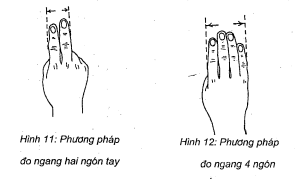 Hình 11: Phương pháp
đo ngang hai ngón tay
Hình 12: Phương pháp
đo ngang 4 ngón